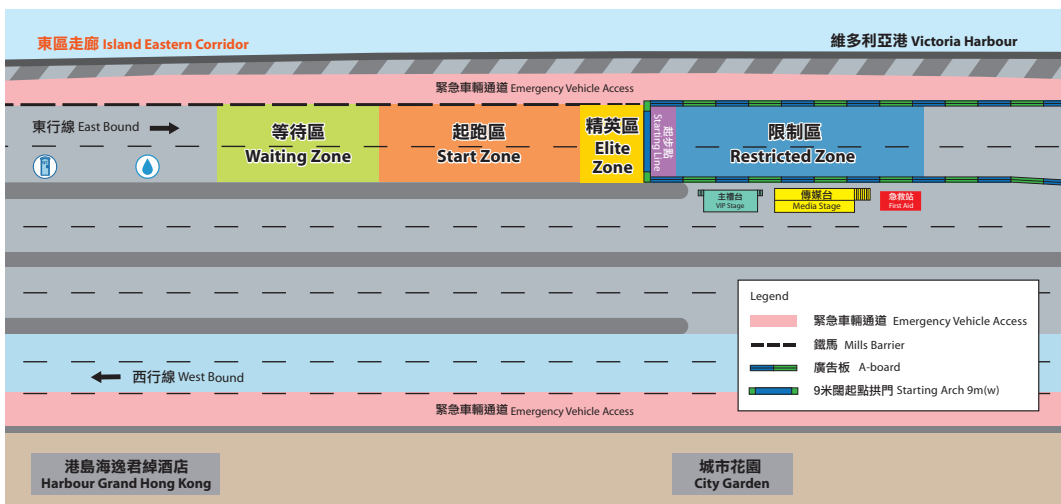 東區走廊 Island Eastern Corridor
維多利亞港 Victoria Harbour
緊急車輛通道 Emergency Vehicle Access
東行線 East Bound
等待區
Waiting Zone
起跑區
Start Zone
精英區
Elite
Zone
起步點
Starting Line
限制區
Restricted Zone
主禮台
VIP Stage
傳媒台
Media Stage
急救站
First Aid
Legend
緊急車輛通道 Emergency Vehicle Access
鐵馬 Mills Barrier
廣告板 A-board
9米闊起點拱門 Starting Arch 9m(w)
西行線 West Bound
緊急車輛通道 Emergency Vehicle Access
港島海逸君綽酒店
Harbour Grand Hong Kong
城市花園
City Garden